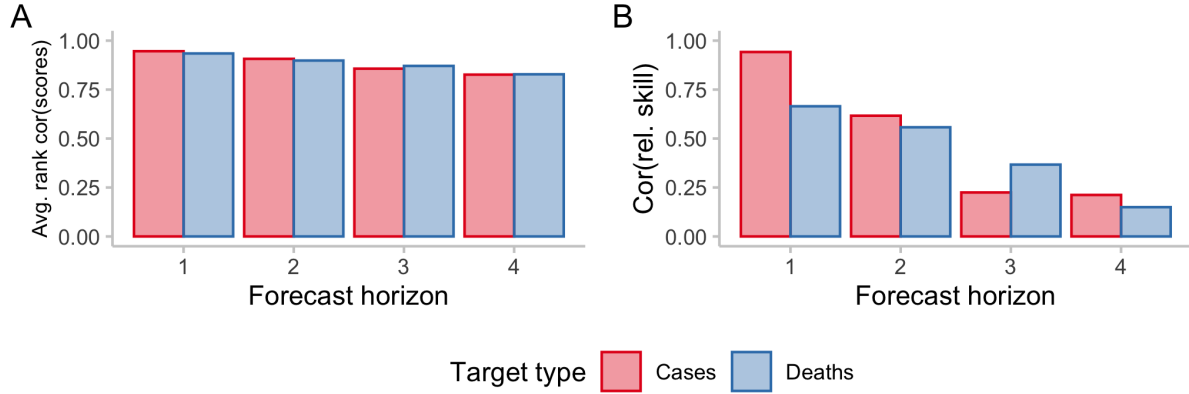 A
Avg. rank cor(scores)
1.00
0.75
0.50
0.25
0.00
1 2 3 4
Forecast horizon
B
Cor(rel. skill)
1.00
0.75
0.50
0.25
0.00
1 2 3 4
Forecast horizon
Target type Cases Deaths